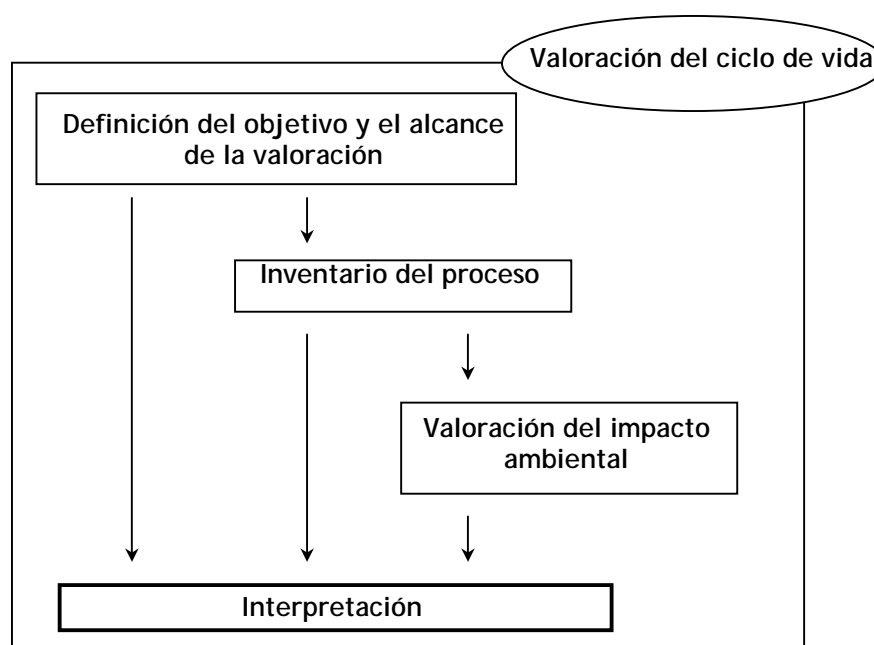 Valoración del ciclo de vida
Definición del objetivo y el alcance
de la valoración
Inventario del proceso
Valoración del impacto
ambiental
Interpretación